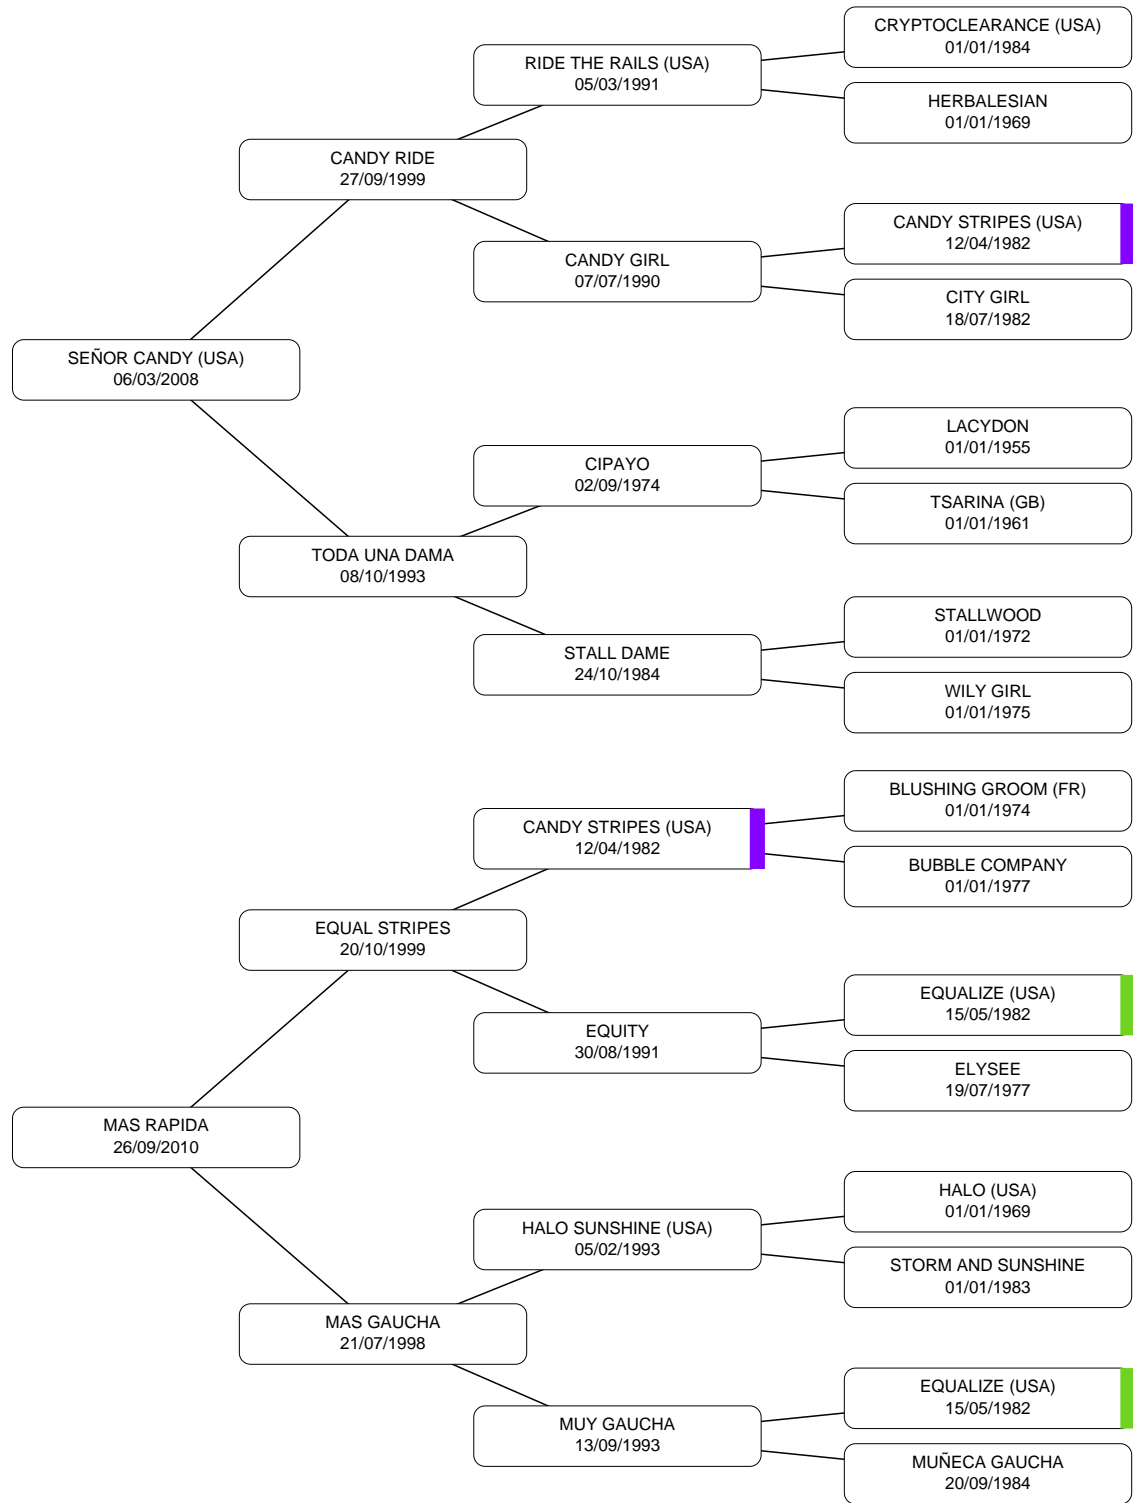 CRYPTOCLEARANCE (USA)
01/01/1984
RIDE THE RAILS (USA)
05/03/1991
HERBALESIAN
01/01/1969
CANDY RIDE
27/09/1999
CANDY STRIPES (USA)
12/04/1982
CANDY GIRL
07/07/1990
CITY GIRL
18/07/1982
SEÑOR CANDY (USA)
06/03/2008
LACYDON
01/01/1955
CIPAYO
02/09/1974
TSARINA (GB)
01/01/1961
TODA UNA DAMA
08/10/1993
STALLWOOD
01/01/1972
STALL DAME
24/10/1984
WILY GIRL
01/01/1975
BLUSHING GROOM (FR)
01/01/1974
CANDY STRIPES (USA)
12/04/1982
BUBBLE COMPANY
01/01/1977
EQUAL STRIPES
20/10/1999
EQUALIZE (USA)
15/05/1982
EQUITY
30/08/1991
ELYSEE
19/07/1977
MAS RAPIDA
26/09/2010
HALO (USA)
01/01/1969
HALO SUNSHINE (USA)
05/02/1993
STORM AND SUNSHINE
01/01/1983
MAS GAUCHA
21/07/1998
EQUALIZE (USA)
15/05/1982
MUY GAUCHA
13/09/1993
MUÑECA GAUCHA
20/09/1984